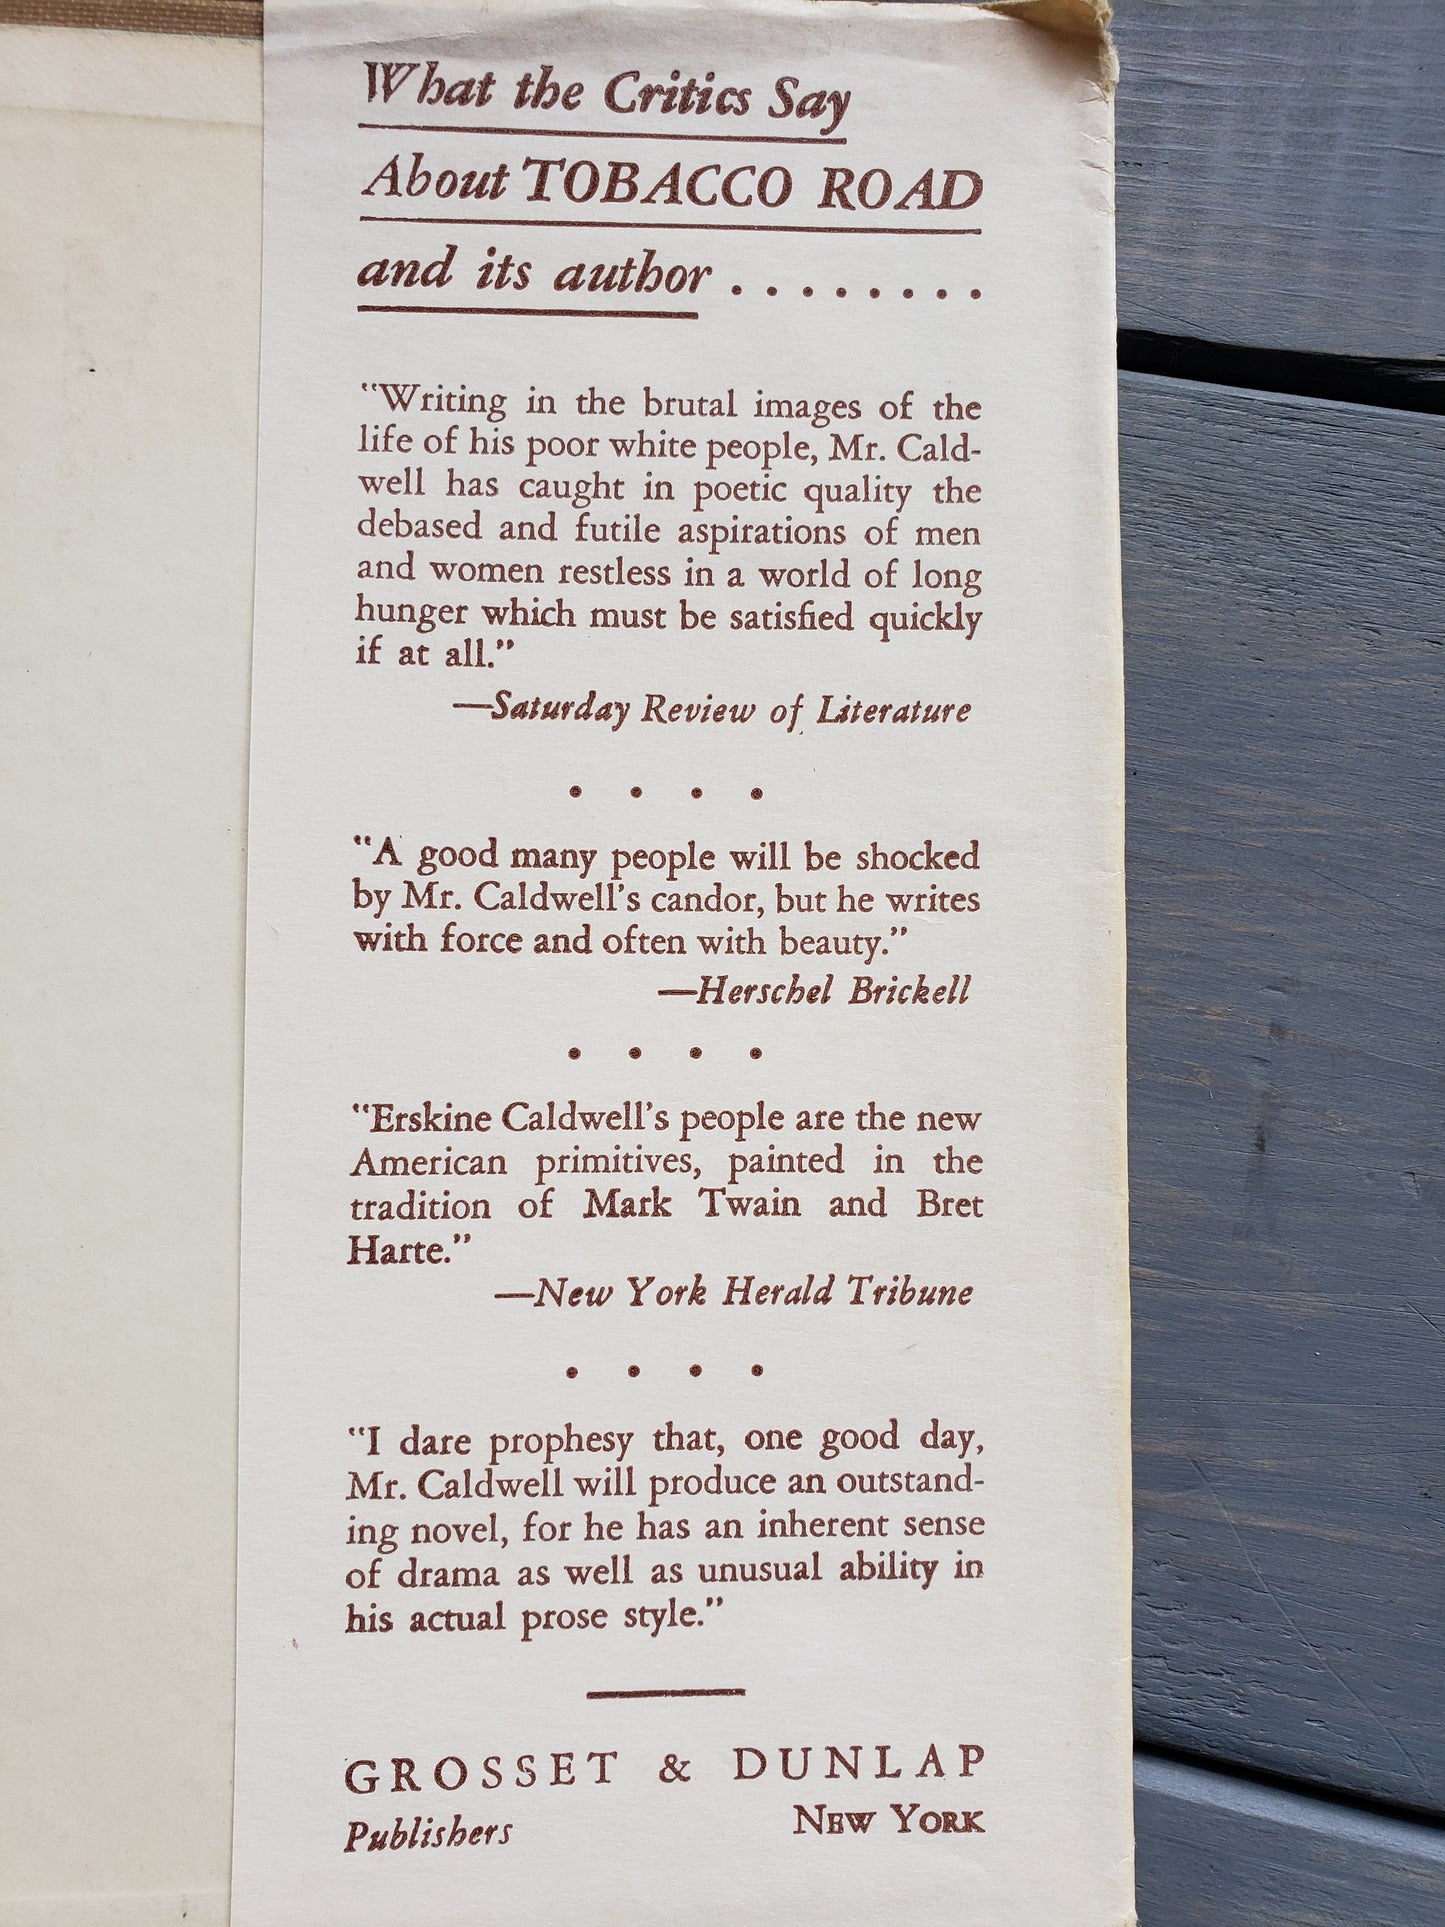 What the Critics Say
About TOBACCO ROAD
and its author . . . . . . . .
"Writing in the brutal images of the
life of his poor white people, Mr. Cald-
well has caught in poetic quality the
debased and futile aspirations of men
and women restless in a world of long
hunger which must be satisfied quickly
if at all."
—Saturday Review of Literature
. . . .
"A good many people will be shocked
by Mr. Caldwell's candor, but he writes
with force and often with beauty."
—Herschel Brickell
. . . .
"Erskine Caldwell's people are the new
American primitives, painted in the
tradition of Mark Twain and Bret
Harte."
—New York Herald Tribune
. . . .
"I dare prophesy that, one good day,
Mr. Caldwell will produce an outstand-
ing novel, for he has an inherent sense
of drama as well as unusual ability in
his actual prose style."
GROSSET & DUNLAP
Publishers NEW YORK